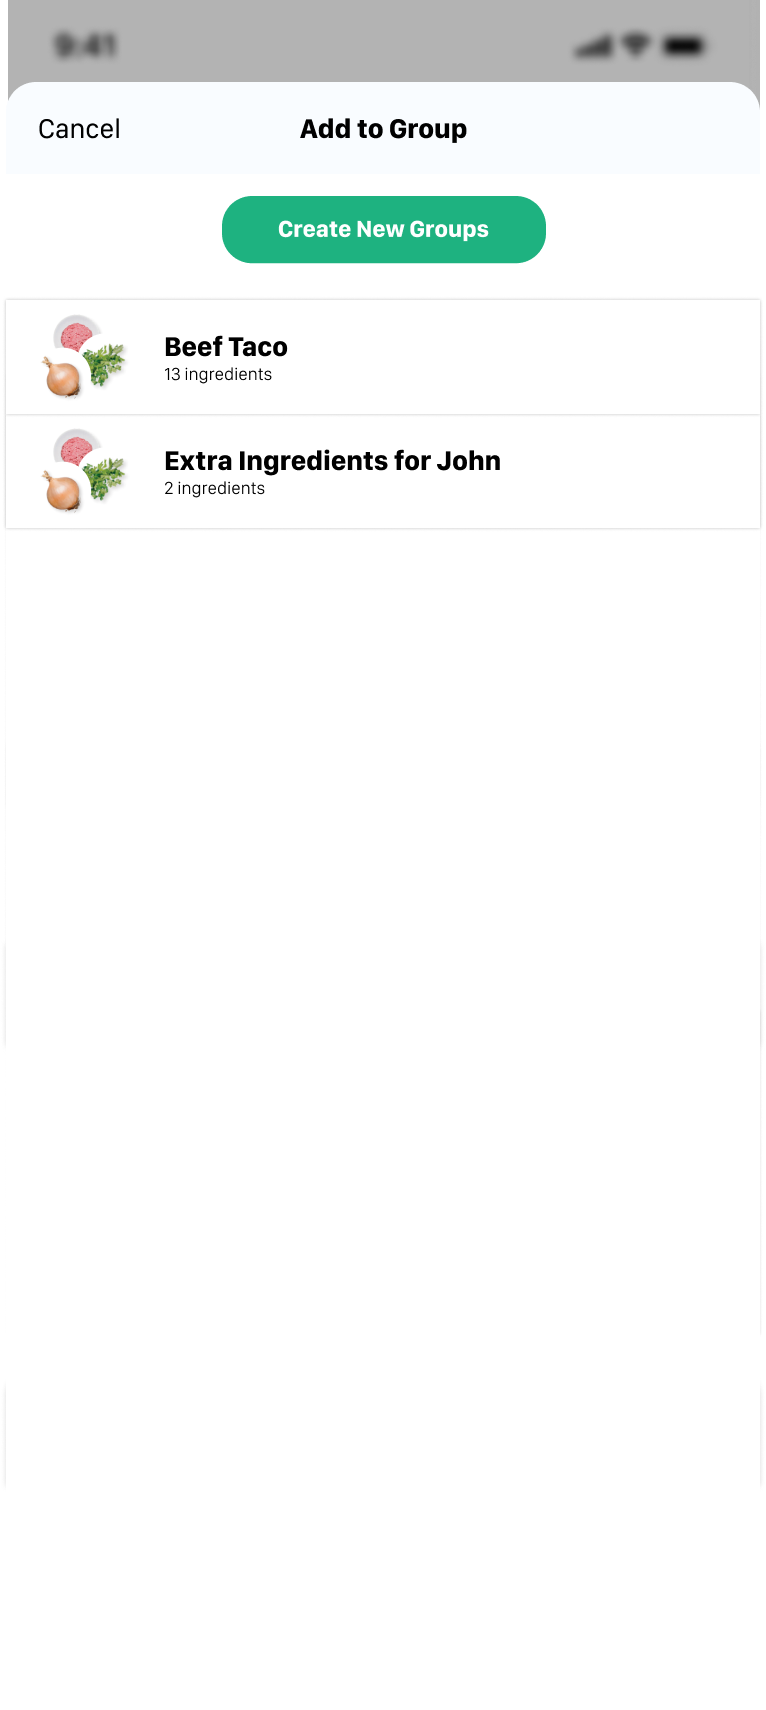 9:41
Cancel
Add to Group
Create New Groups
Beef Taco
13 ingredients
Extra Ingredients for John
2 ingredients